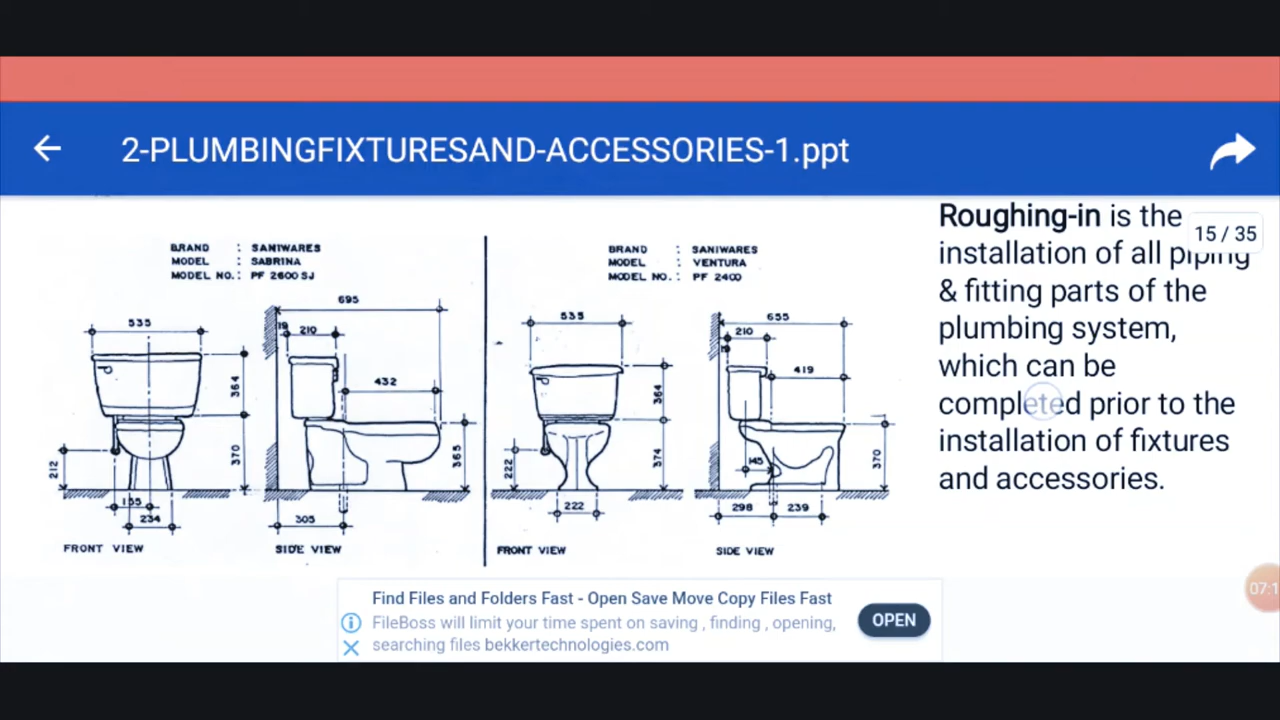 2-PLUMBINGFIXTURESAND-ACCESSORIES-1.ppt
15 / 35
BRAND : SANIWARES
MODEL : SABRINA
MODEL NO.: PF 2600 SJ
535
364
370
212
155
234
FRONT VIEW
695
19
210
432
365
305
SIDE VIEW
BRAND : SANIWARES
MODEL : VENTURA
MODEL NO.: PF 2400
535
364
374
222
222
FRONT VIEW
655
210
419
145
370
298
239
SIDE VIEW
Roughing-in is the
installation of all piping
& fitting parts of the
plumbing system,
which can be
completed prior to the
installation of fixtures
and accessories.
Find Files and Folders Fast - Open Save Move Copy Files Fast
FileBoss will limit your time spent on saving , finding , opening,
searching files bekkertechnologies.com
OPEN